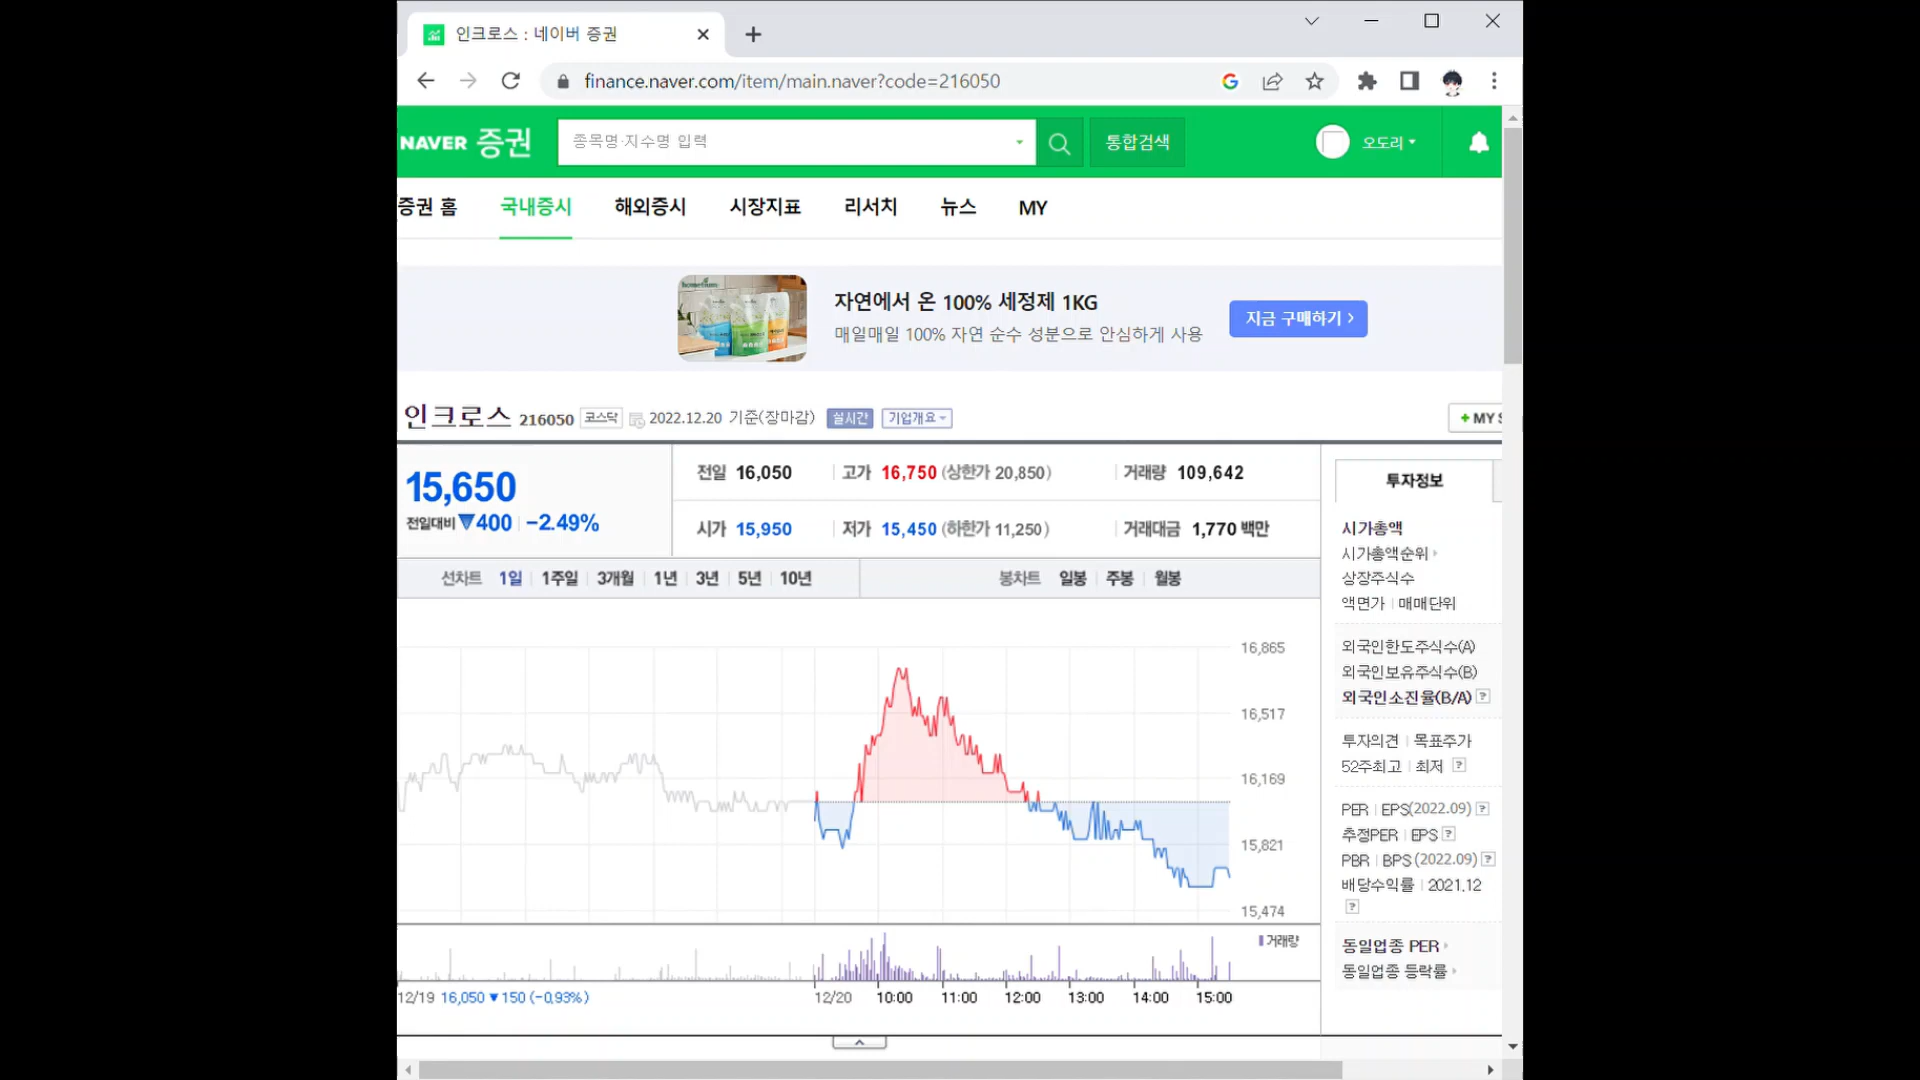 인크로스 : 네이버 증권
finance.naver.com/item/main.naver?code=216050
NAVER 증권
종목명·지수명 입력
통합검색
오도리
증권 홈
국내증시
해외증시
시장지표
리서치
뉴스
MY
자연에서 온 100% 세정제 1KG
매일매일 100% 자연 순수 성분으로 안심하게 사용
지금 구매하기
인크로스 216050 코스닥 2022.12.20 기준(장마감) 실시간 기업개요
+ MY S
15,650
전일대비 ▼400 -2.49%
전일 16,050 고가 16,750 (상한가 20,850) 거래량 109,642
시가 15,950 저가 15,450 (하한가 11,250) 거래대금 1,770 백만
선차트 1일 1주일 3개월 1년 3년 5년 10년
봉차트 일봉 주봉 월봉
16,865
16,517
16,169
15,821
15,474
거래량
12/19 16,050 ▼ 150 (-0,93%)
12/20 10:00 11:00 12:00 13:00 14:00 15:00
투자정보
시가총액
시가총액순위
상장주식수
액면가 매매단위
외국인한도주식수(A)
외국인보유주식수(B)
외국인소진율(B/A) ?
투자의견 목표주가
52주최고 최저 ?
PER EPS(2022.09) ?
추정PER EPS ?
PBR BPS (2022.09) ?
배당수익률 2021.12
?
동일업종 PER
동일업종 등락률